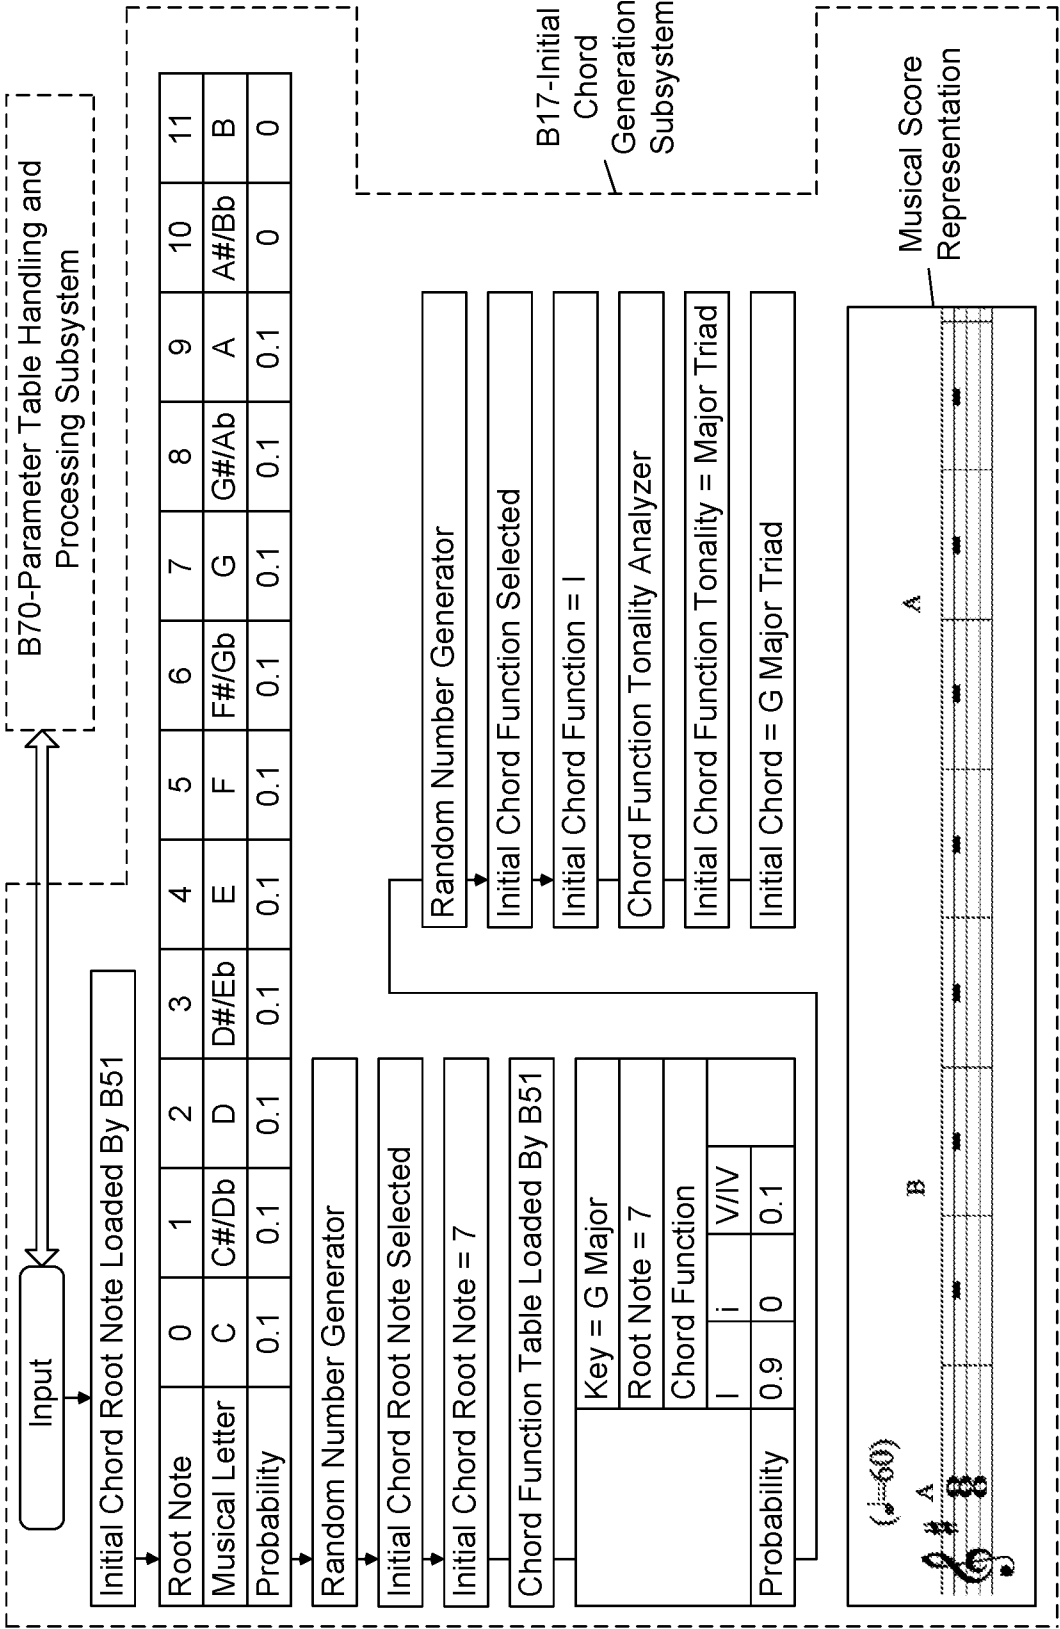 B70-Parameter Table Handling and
Processing Subsystem
Input
Initial Chord Root Note Loaded By B51
Root Note 0 1 2 3 4 5 6 7 8 9 10 11
Musical Letter C C#/Db D D#/Eb E F F#/Gb G G#/Ab A A#/Bb B
Probability 0.1 0.1 0.1 0.1 0.1 0.1 0.1 0.1 0.1 0.1 0 0
Random Number Generator
Initial Chord Root Note Selected
Initial Chord Root Note = 7
Chord Function Table Loaded By B51
Key = G Major
Root Note = 7
Chord Function
I i V/IV
Probability 0.9 0 0.1
Random Number Generator
Initial Chord Function Selected
Initial Chord Function = I
Chord Function Tonality Analyzer
Initial Chord Function Tonality = Major Triad
Initial Chord = G Major Triad
B17-Initial
Chord
Generation
Subsystem
Musical Score
Representation
(♩.=60)
A B A
8
8